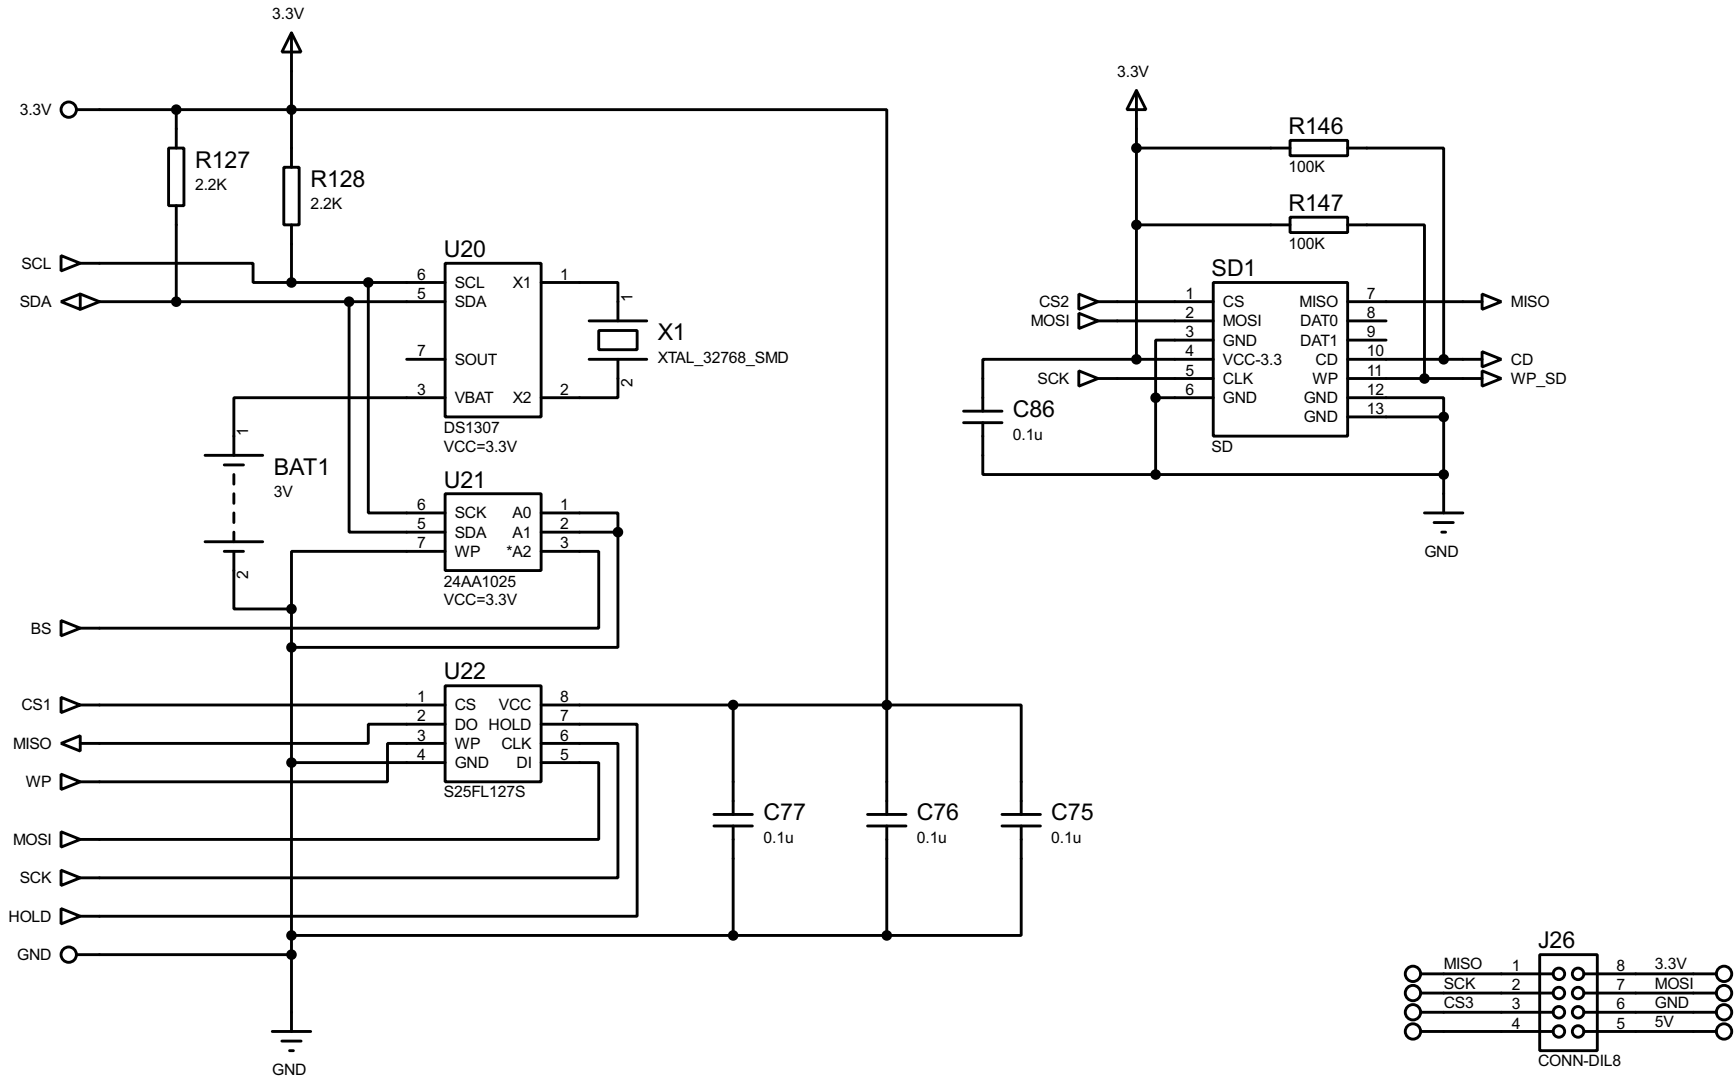 3.3V
3.3V
R127
2.2K
R128
2.2K
SCL
SDA
U20
6 SCL X1 1
5 SDA
7 SOUT
3 VBAT X2 2
DS1307
VCC=3.3V
1
2
X1
XTAL_32768_SMD
1
BAT1
3V
2
U21
6 SCK A0 1
5 SDA A1 2
7 WP *A2 3
24AA1025
VCC=3.3V
BS
U22
CS1 1 CS VCC 8
2 DO HOLD 7
MISO 3 WP CLK 6
4 GND DI 5
WP
S25FL127S
MOSI
SCK
HOLD
GND
GND
C77
0.1u
C76
0.1u
C75
0.1u
3.3V
R146
100K
R147
100K
SD1
CS2 1 CS MISO 7 MISO
MOSI 2 MOSI DAT0 8
3 GND DAT1 9
4 VCC-3.3 CD 10 CD
SCK 5 CLK WP 11 WP_SD
6 GND GND 12
GND 13
SD
C86
0.1u
GND
J26
MISO 1 8 3.3V
SCK 2 7 MOSI
CS3 3 6 GND
4 5 5V
CONN-DIL8